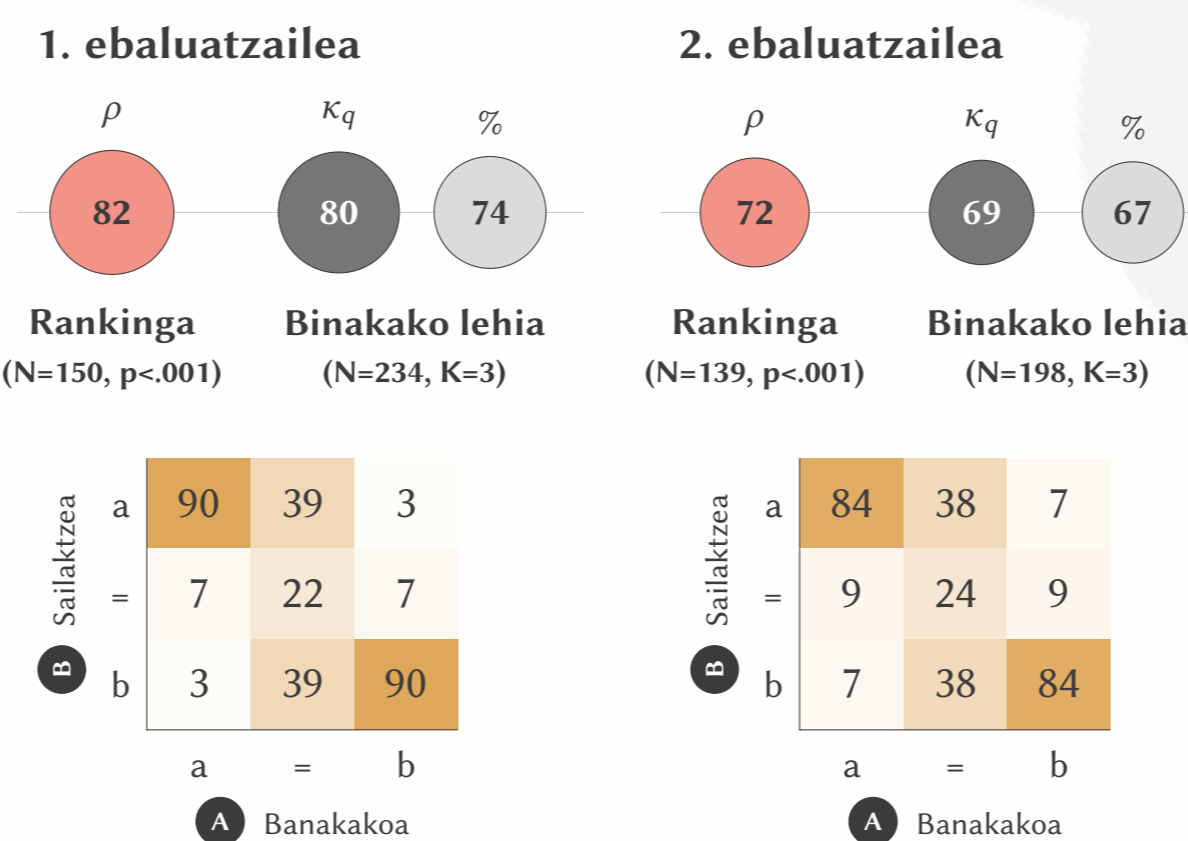 1. ebaluatzailea
ρ κq %
82 80 74
Rankinga Binakako lehia
(N=150, p<.001) (N=234, K=3)
B Sailaktzea
a 90 39 3
= 7 22 7
b 3 39 90
a = b
A Banakakoa
2. ebaluatzailea
ρ κq %
72 69 67
Rankinga Binakako lehia
(N=139, p<.001) (N=198, K=3)
B Sailaktzea
a 84 38 7
= 9 24 9
b 7 38 84
a = b
A Banakakoa